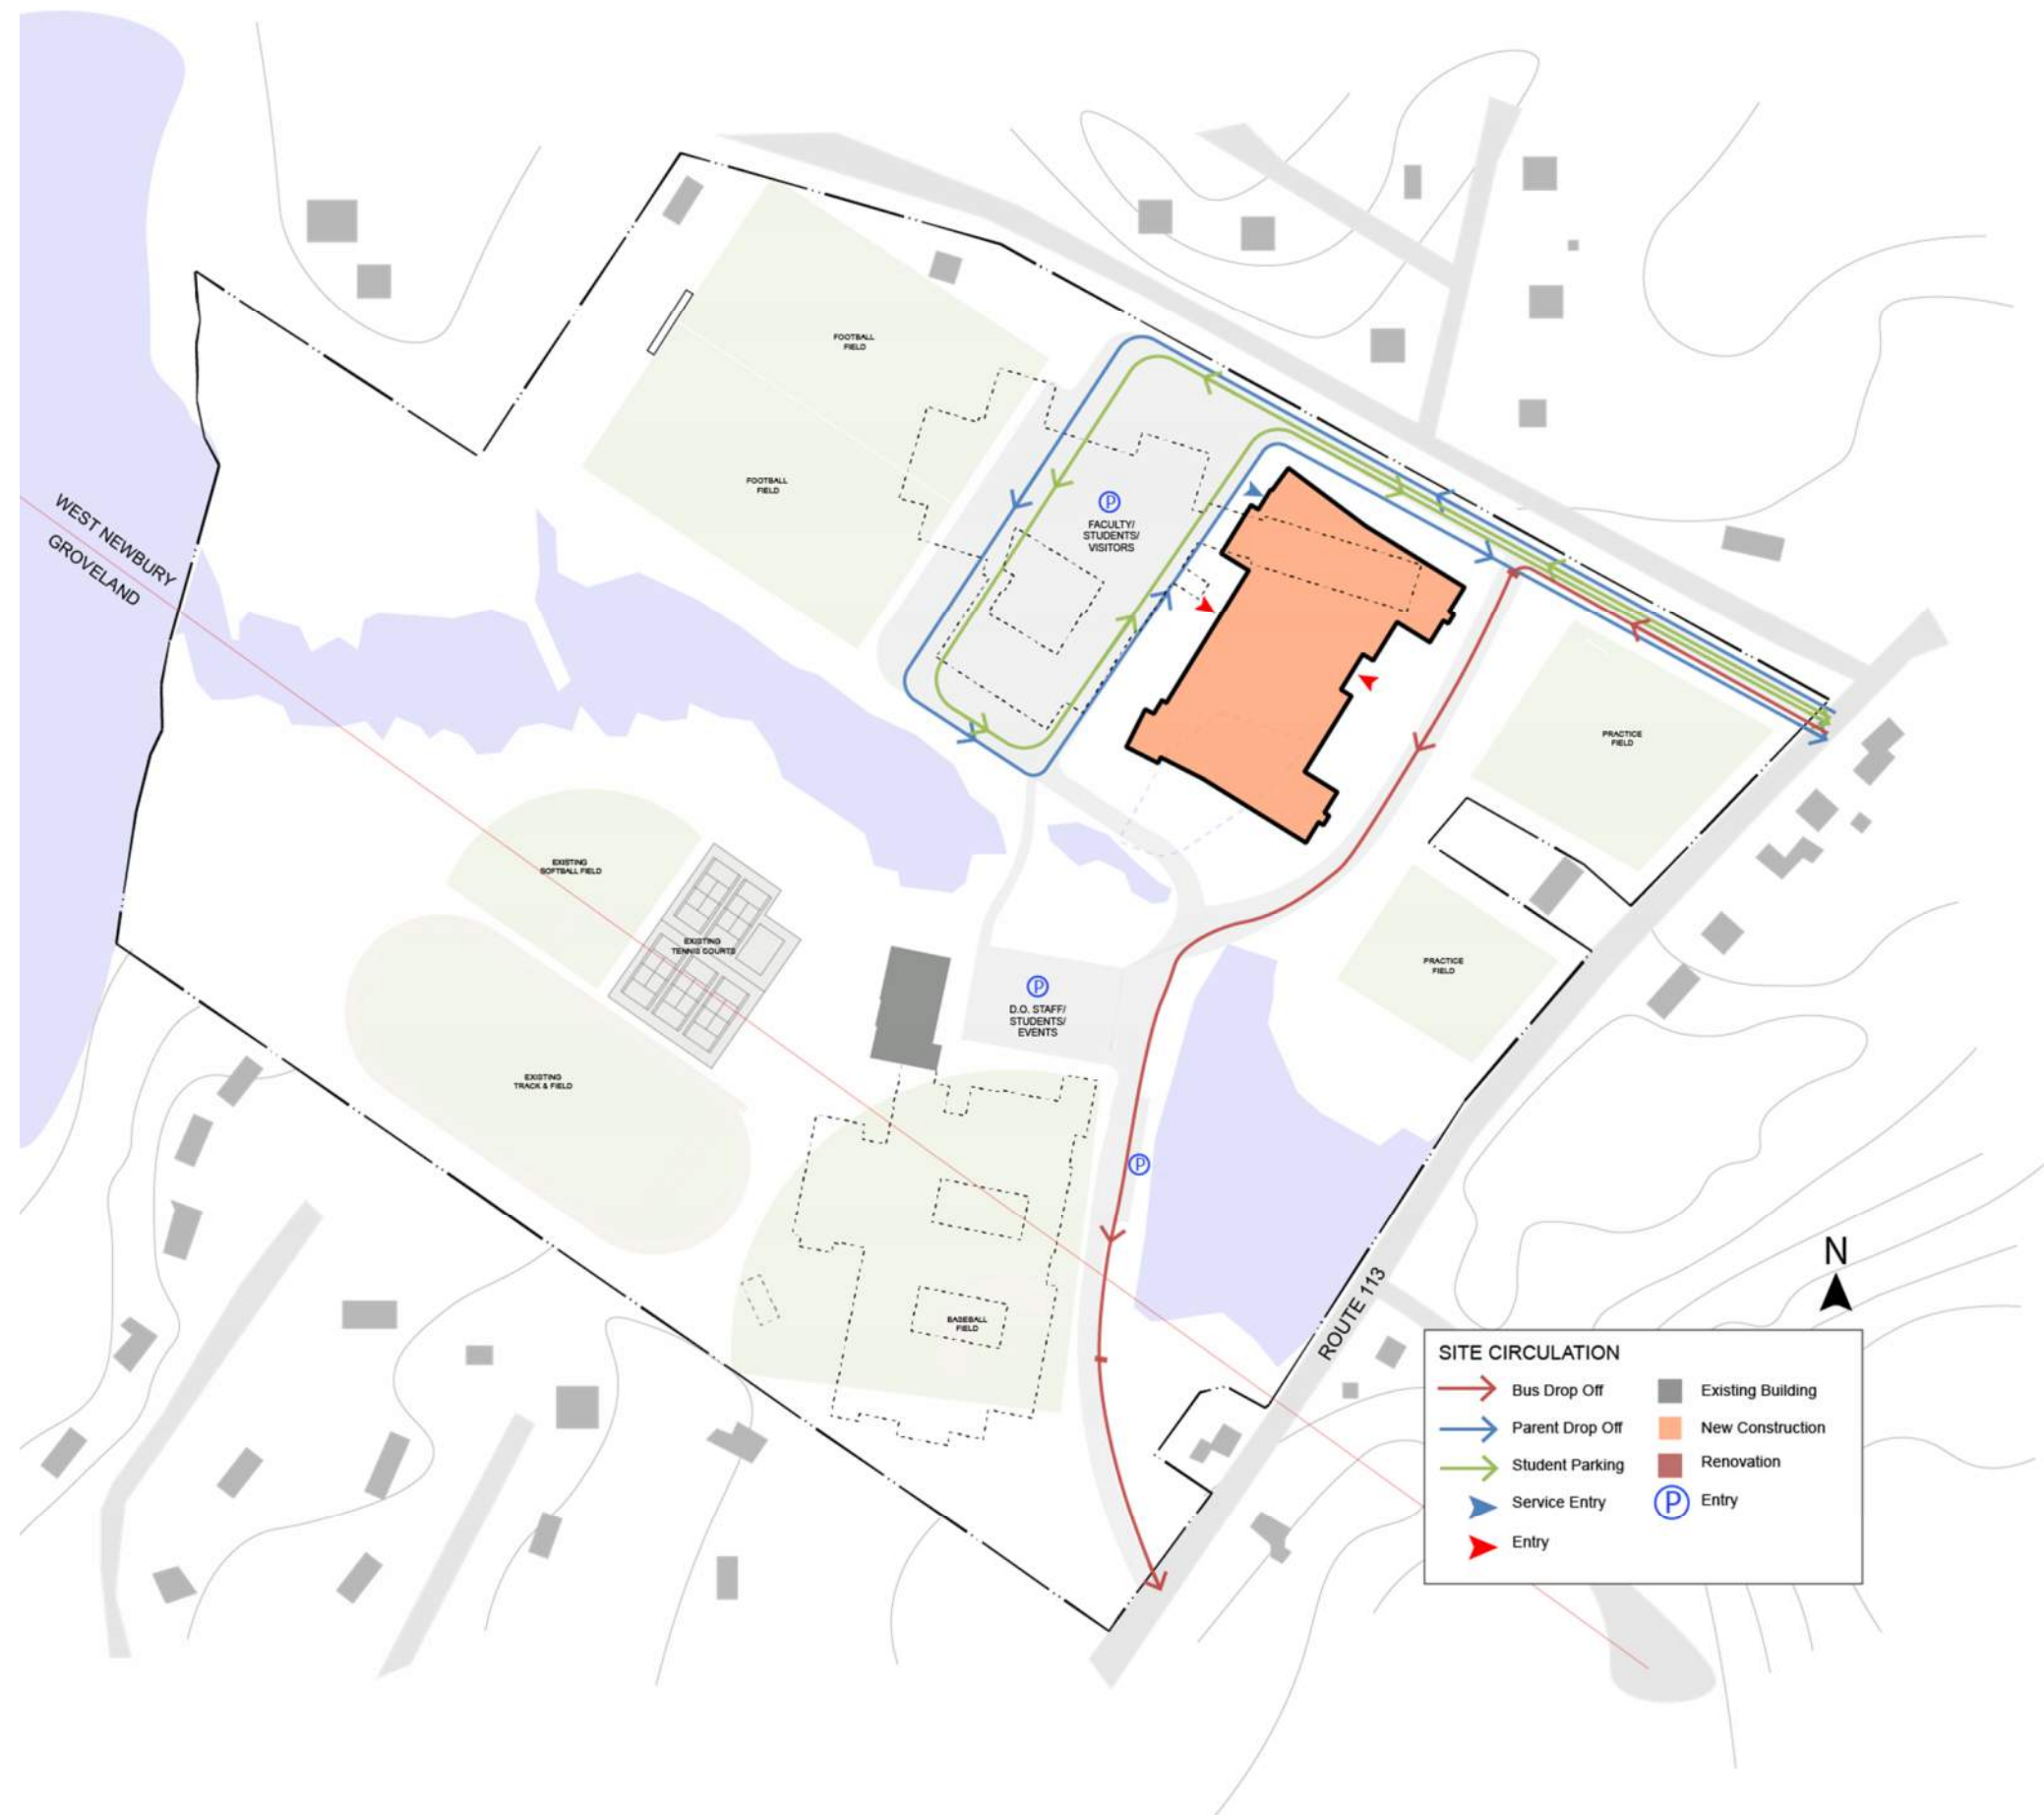 FOOTBALL
FIELD
FOOTBALL
FIELD
P
FACULTY/
STUDENTS/
VISITORS
WEST NEWBURY
GROVELAND
PRACTICE
FIELD
EXISTING
SOFTBALL FIELD
EXISTING
TENNIS COURTS
PRACTICE
FIELD
P
D.O. STAFF/
STUDENTS/
EVENTS
EXISTING
TRACK & FIELD
P
BASEBALL
FIELD
ROUTE 113
N
SITE CIRCULATION
Bus Drop Off
Parent Drop Off
Student Parking
Service Entry
Entry
Existing Building
New Construction
Renovation
P Entry